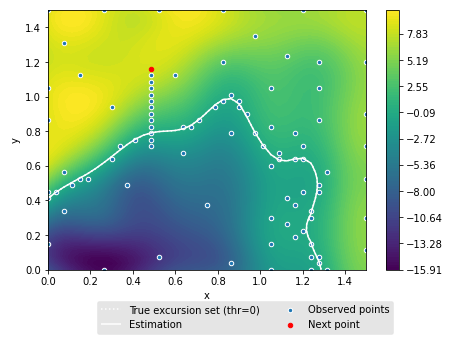 1.4
1.2
1.0
0.8
0.6
0.4
0.2
0.0
y
0.0 0.2 0.4 0.6 0.8 1.0 1.2 1.4
x
7.83
5.19
2.55
-0.09
-2.72
-5.36
-8.00
-10.64
-13.28
-15.91
True excursion set (thr=0)
Estimation
Observed points
Next point